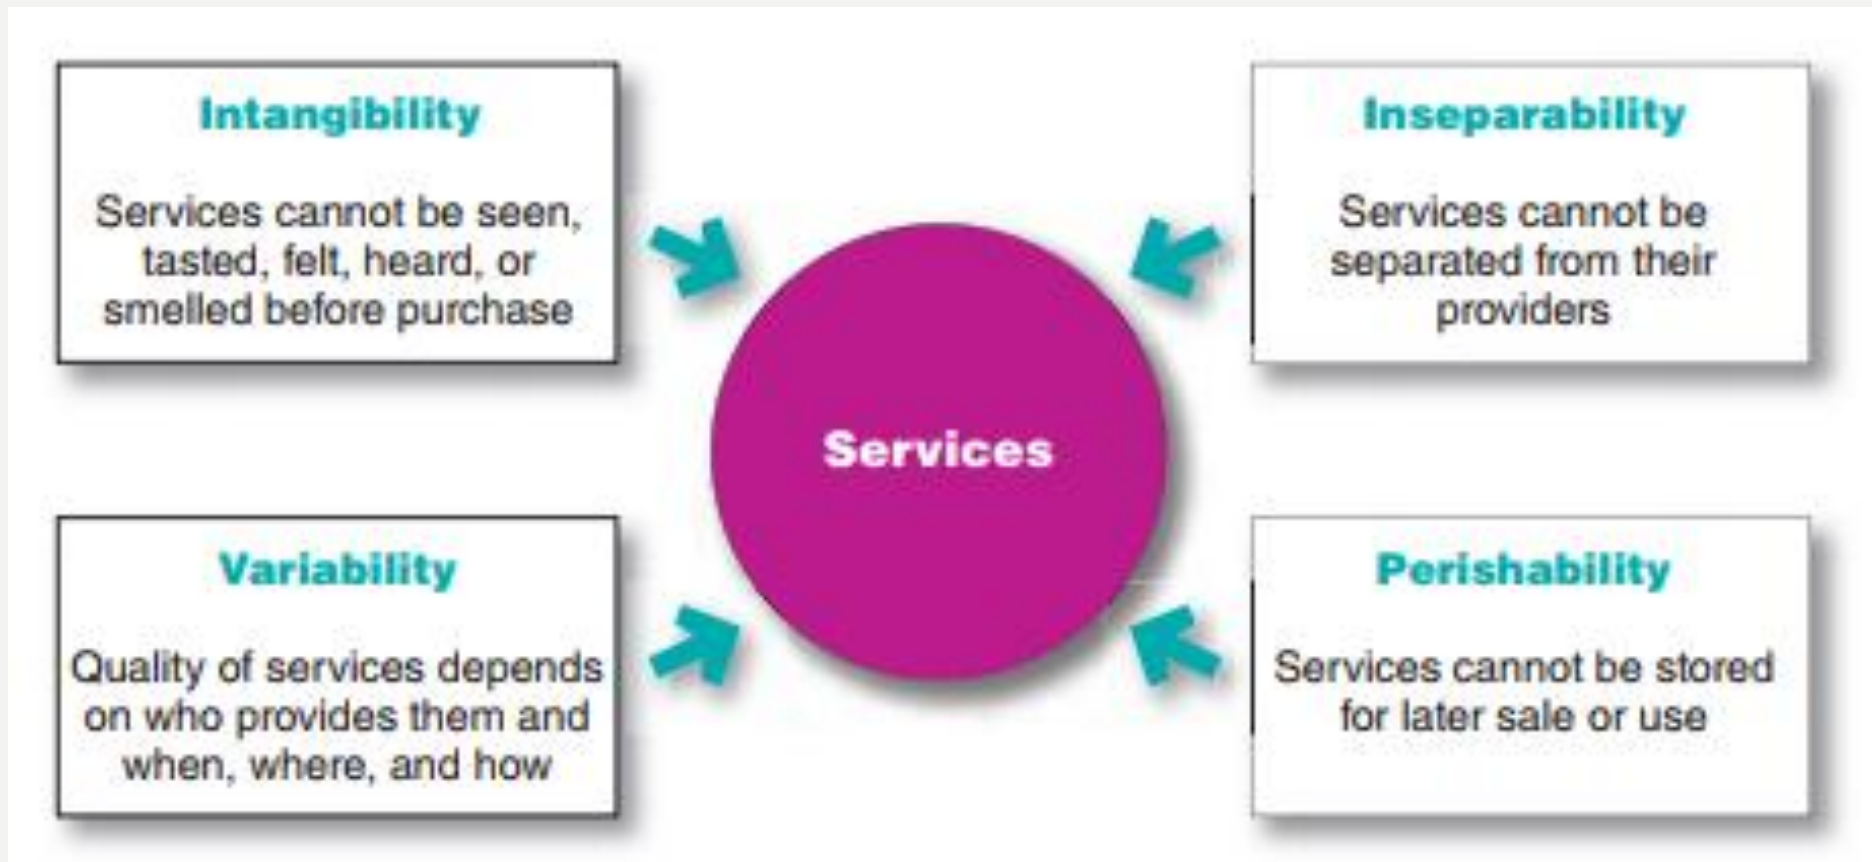 Intangibility
Services cannot be seen,
tasted, felt, heard, or
smelled before purchase
Inseparability
Services cannot be
separated from their
providers
Services
Variability
Quality of services depends
on who provides them and
when, where, and how
Perishability
Services cannot be stored
for later sale or use